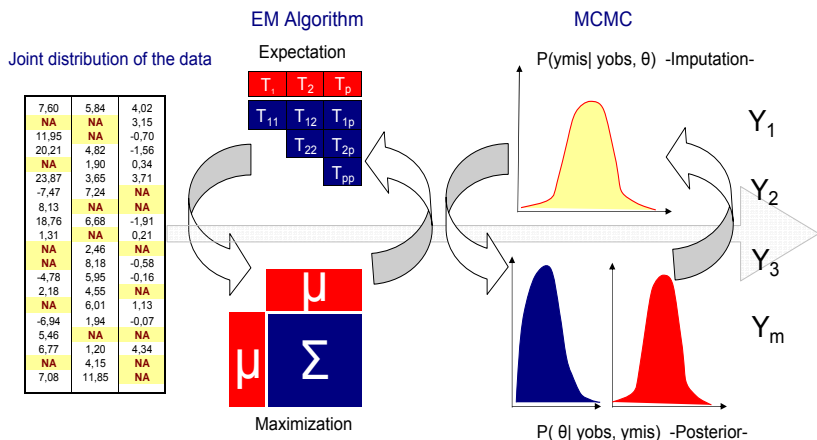 EM Algorithm
MCMC
Joint distribution of the data
Expectation
P(ymis| yobs, θ) -Imputation-
T1 T2 Tp
T11 T12 T1p
T22 T2p
Tpp
7,60 5,84 4,02
NA NA 3,15
11,95 NA -0,70
20,21 4,82 -1,56
NA 1,90 0,34
23,87 3,65 3,71
-7,47 7,24 NA
8,13 NA NA
18,76 6,68 -1,91
1,31 NA 0,21
NA 2,46 NA
NA 8,18 -0,58
-4,78 5,95 -0,16
2,18 4,55 NA
NA 6,01 1,13
-6,94 1,94 -0,07
5,46 NA NA
6,77 1,20 4,34
NA 4,15 NA
7,08 11,85 NA
μ
μ Σ
Maximization
Y1
Y2
Y3
Ym
P( θ| yobs, ymis) -Posterior-